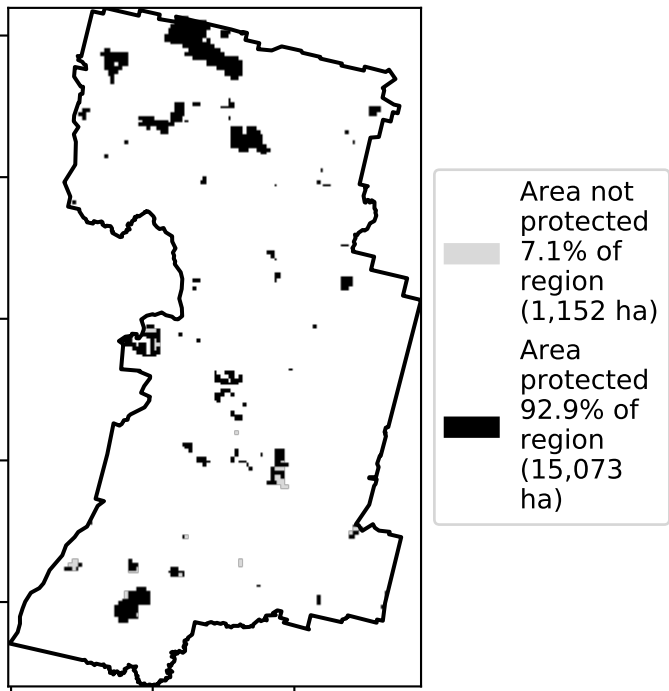 Area not
protected
7.1% of
region
(1,152 ha)
Area
protected
92.9% of
region
(15,073
ha)